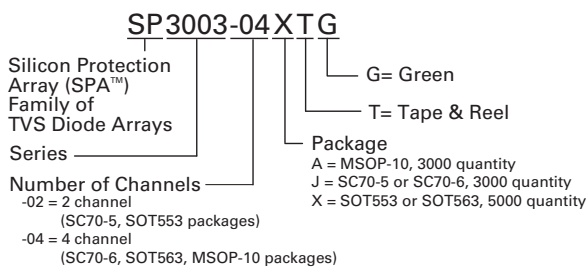 SP3003-04XTG
Silicon Protection
Array (SPA™)
Family of
TVS Diode Arrays
Series
Number of Channels
-02 = 2 channel
(SC70-5, SOT553 packages)
-04 = 4 channel
(SC70-6, SOT563, MSOP-10 packages)
G= Green
T= Tape & Reel
Package
A = MSOP-10, 3000 quantity
J = SC70-5 or SC70-6, 3000 quantity
X = SOT553 or SOT563, 5000 quantity